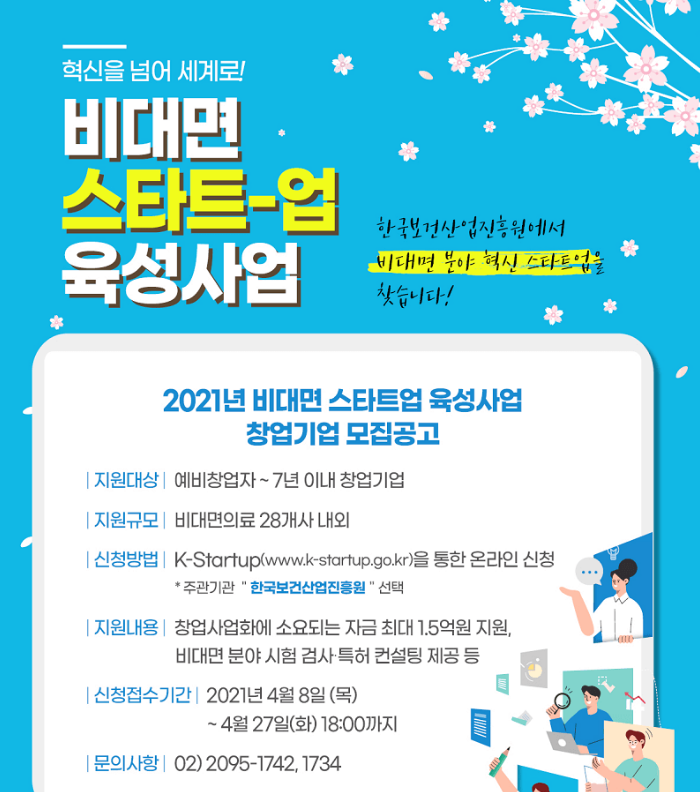 혁신을 넘어 세계로!
비대면
스타트-업
육성사업
한국보건산업진흥원에서
비대면 분야 혁신 스타트업을
찾습니다!
2021년 비대면 스타트업 육성사업
창업기업 모집공고
| 지원대상 | 예비창업자 ~ 7년 이내 창업기업
| 지원규모 | 비대면의료 28개사 내외
| 신청방법 | K-Startup(www.k-startup.go.kr)을 통한 온라인 신청
* 주관기관 " 한국보건산업진흥원 " 선택
| 지원내용 | 창업사업화에 소요되는 자금 최대 1.5억원 지원,
비대면 분야 시험 검사·특허 컨설팅 제공 등
| 신청접수기간 | 2021년 4월 8일 (목)
~ 4월 27일(화) 18:00까지
| 문의사항 | 02) 2095-1742, 1734